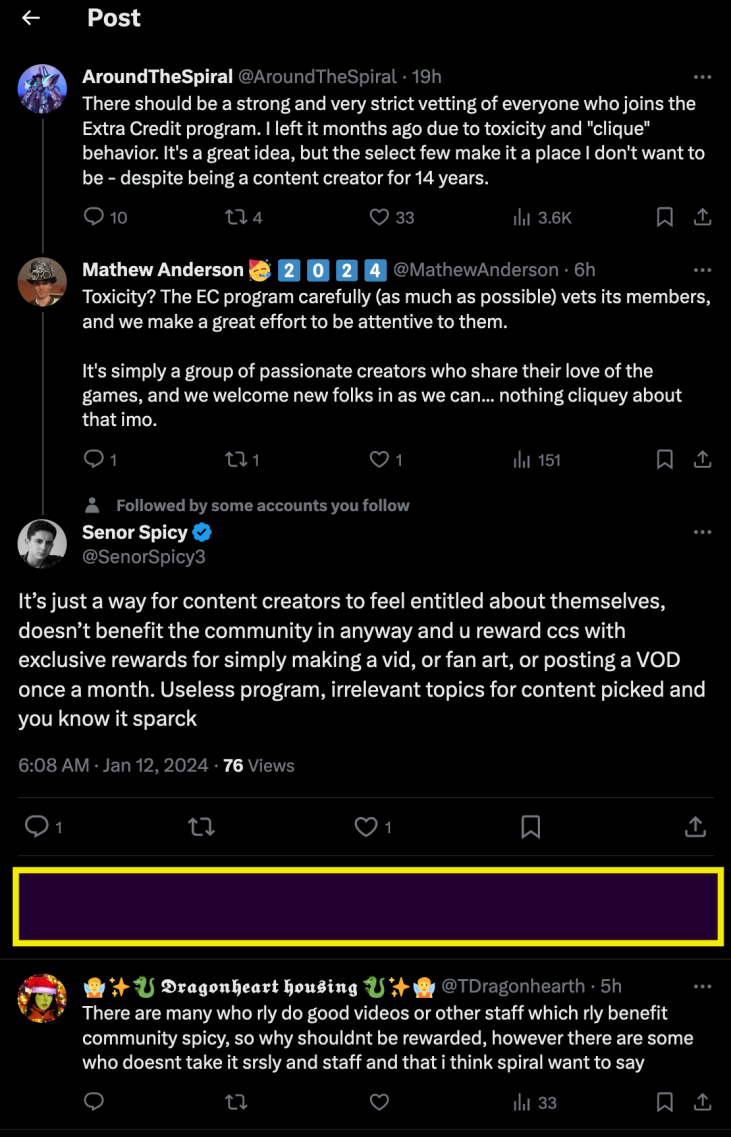 Post
AroundTheSpiral @AroundTheSpiral · 19h
There should be a strong and very strict vetting of everyone who joins the
Extra Credit program. I left it months ago due to toxicity and "clique"
behavior. It's a great idea, but the select few make it a place I don't want to
be - despite being a content creator for 14 years.
10 4 33 3.6K
Mathew Anderson 🥳 2️⃣ 0️⃣ 2️⃣ 4️⃣ @MathewAnderson · 6h
Toxicity? The EC program carefully (as much as possible) vets its members,
and we make a great effort to be attentive to them.
It's simply a group of passionate creators who share their love of the
games, and we welcome new folks in as we can... nothing cliquey about
that imo.
1 1 1 151
Followed by some accounts you follow
Senor Spicy
@SenorSpicy3
It's just a way for content creators to feel entitled about themselves,
doesn't benefit the community in anyway and u reward ccs with
exclusive rewards for simply making a vid, or fan art, or posting a VOD
once a month. Useless program, irrelevant topics for content picked and
you know it sparck
6:08 AM · Jan 12, 2024 · 76 Views
1 1
🧚✨🐉 𝕯𝖗𝖆𝖌𝖔𝖓𝖍𝖊𝖆𝖗𝖙 𝖍𝖔𝖚𝖘𝖎𝖓𝖌 🐉✨🧚 @TDragonhearth · 5h
There are many who rly do good videos or other staff which rly benefit
community spicy, so why shouldnt be rewarded, however there are some
who doesnt take it srsly and staff and that i think spiral want to say
33